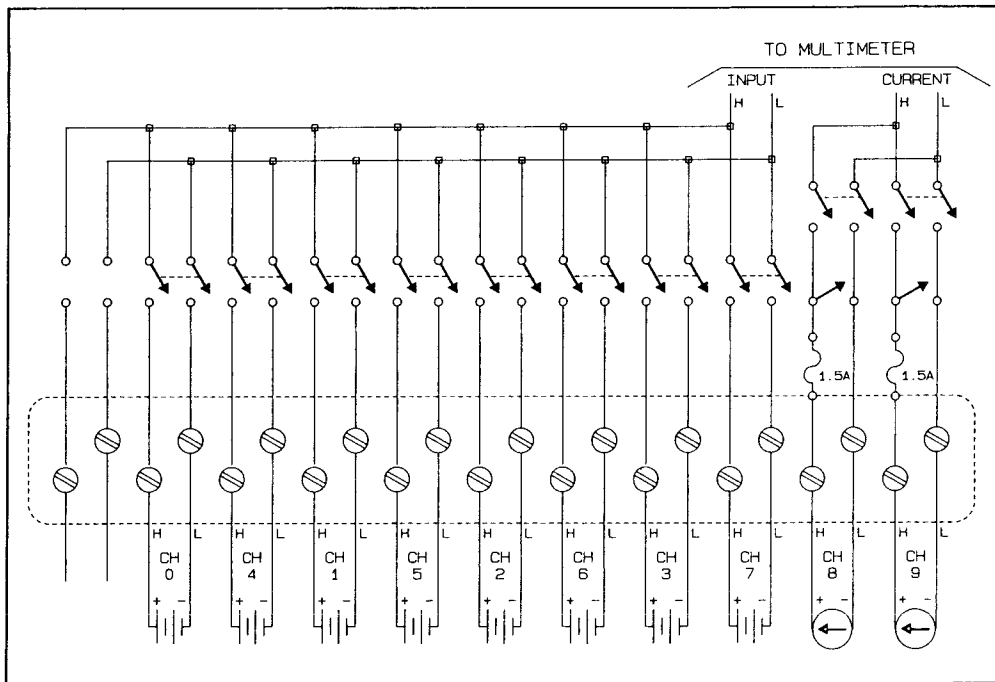 TO MULTIMETER
INPUT CURRENT
H L H L
1.5A 1.5A
H L H L H L H L H L H L H L H L H L H L
CH CH CH CH CH CH CH CH CH CH
0 4 1 5 2 6 3 7 8 9
+ - + - + - + - + - + - + - + - + - + -